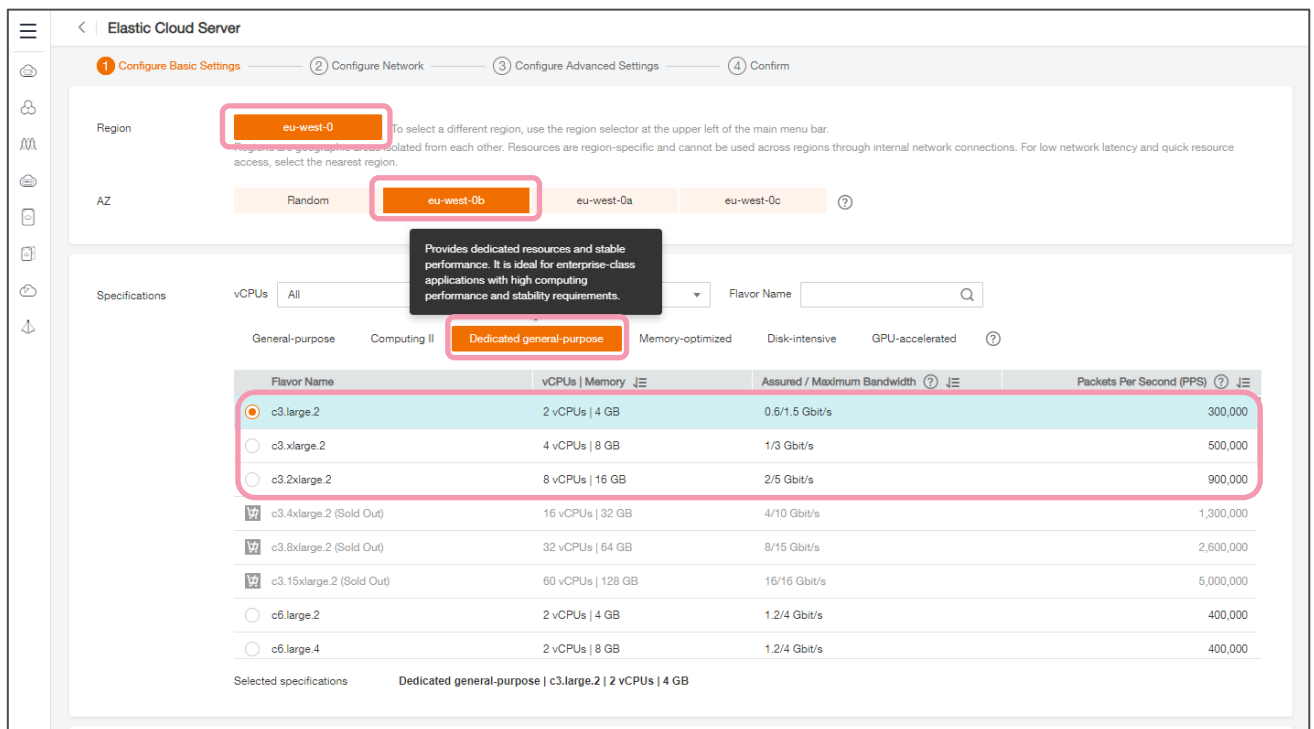 Elastic Cloud Server
1 Configure Basic Settings 2 Configure Network 3 Configure Advanced Settings 4 Confirm
Region eu-west-0 To select a different region, use the region selector at the upper left of the main menu bar.
Regions are geographic areas isolated from each other. Resources are region-specific and cannot be used across regions through internal network connections. For low network latency and quick resource
access, select the nearest region.
AZ Random eu-west-0b eu-west-0a eu-west-0c ?
Provides dedicated resources and stable
performance. It is ideal for enterprise-class
applications with high computing
performance and stability requirements.
Specifications vCPUs All Flavor Name
General-purpose Computing II Dedicated general-purpose Memory-optimized Disk-intensive GPU-accelerated ?
Flavor Name vCPUs | Memory Assured / Maximum Bandwidth ? Packets Per Second (PPS) ?
c3.large.2 2 vCPUs | 4 GB 0.6/1.5 Gbit/s 300,000
c3.xlarge.2 4 vCPUs | 8 GB 1/3 Gbit/s 500,000
c3.2xlarge.2 8 vCPUs | 16 GB 2/5 Gbit/s 900,000
c3.4xlarge.2 (Sold Out) 16 vCPUs | 32 GB 4/10 Gbit/s 1,300,000
c3.8xlarge.2 (Sold Out) 32 vCPUs | 64 GB 8/15 Gbit/s 2,600,000
c3.15xlarge.2 (Sold Out) 60 vCPUs | 128 GB 16/16 Gbit/s 5,000,000
c6.large.2 2 vCPUs | 4 GB 1.2/4 Gbit/s 400,000
c6.large.4 2 vCPUs | 8 GB 1.2/4 Gbit/s 400,000
Selected specifications Dedicated general-purpose | c3.large.2 | 2 vCPUs | 4 GB